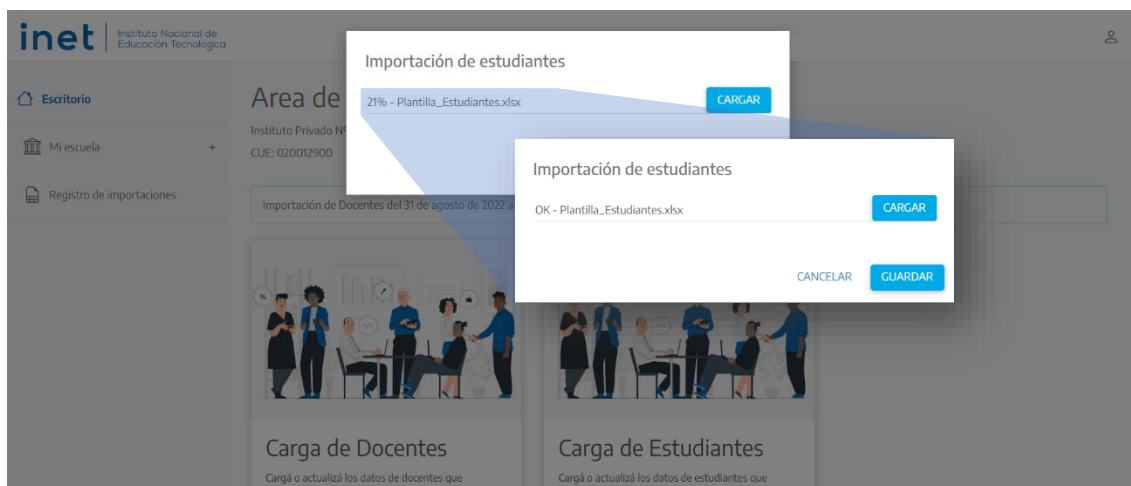 inet
Instituto Nacional de
Educación Tecnológica
Importación de estudiantes
21% - Plantilla_Estudiantes.xlsx
CARGAR
Escritorio
Mi escuela +
Registro de importaciones
Area de
Instituto Privado Nº
CUE: 020012900
Importación de Docentes del 31 de agosto de 2022 a
Importación de estudiantes
OK - Plantilla_Estudiantes.xlsx
CARGAR
CANCELAR
GUARDAR
Carga de Docentes
Cargá o actualizá los datos de docentes que
Carga de Estudiantes
Cargá o actualizá los datos de estudiantes que